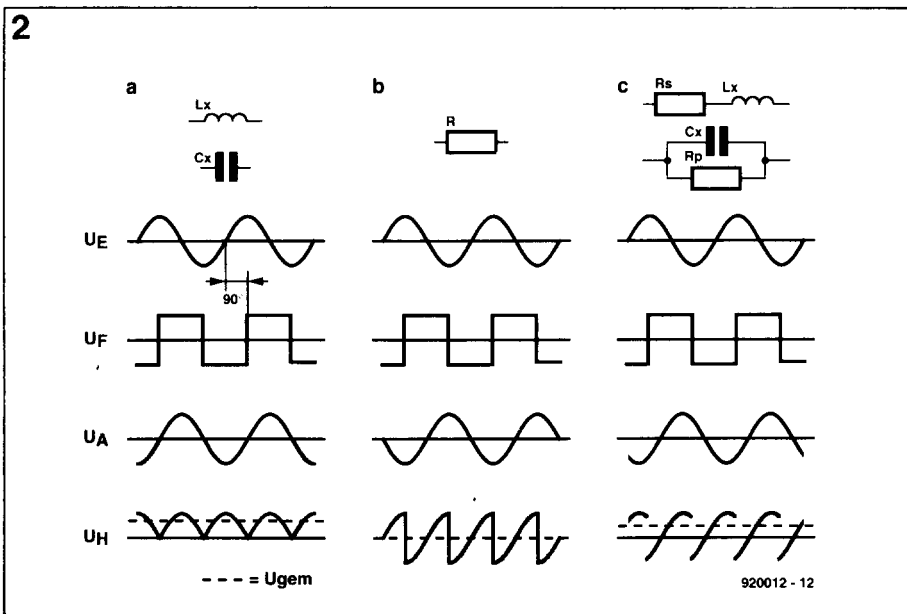 2
a b c
Lx
Cx
R
Rs Lx
Cx
Rp
UE
90°
UF
UA
UH
- - - - = Ugem
920012 - 12